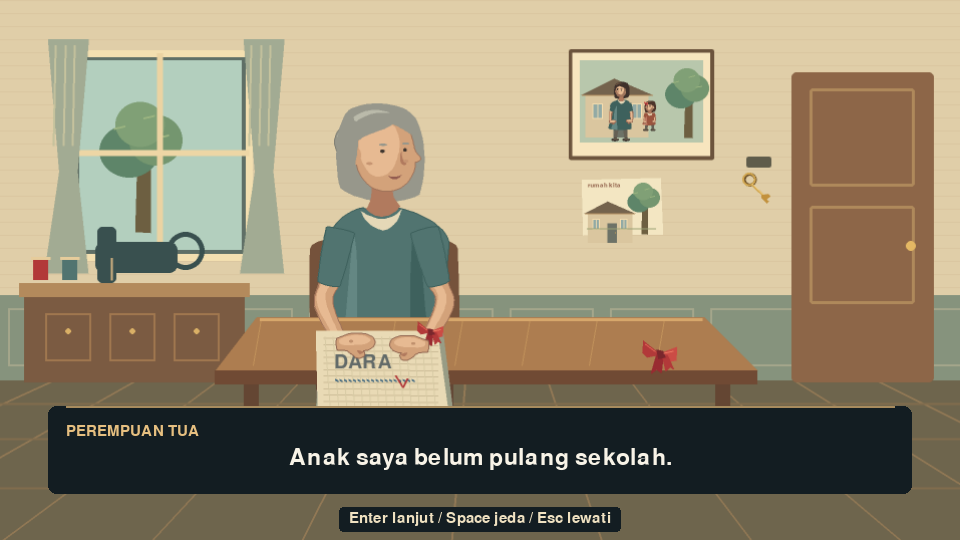 rumah kita
DARA
PEREMPUAN TUA
Anak saya belum pulang sekolah.
Enter lanjut / Space jeda / Esc lewati